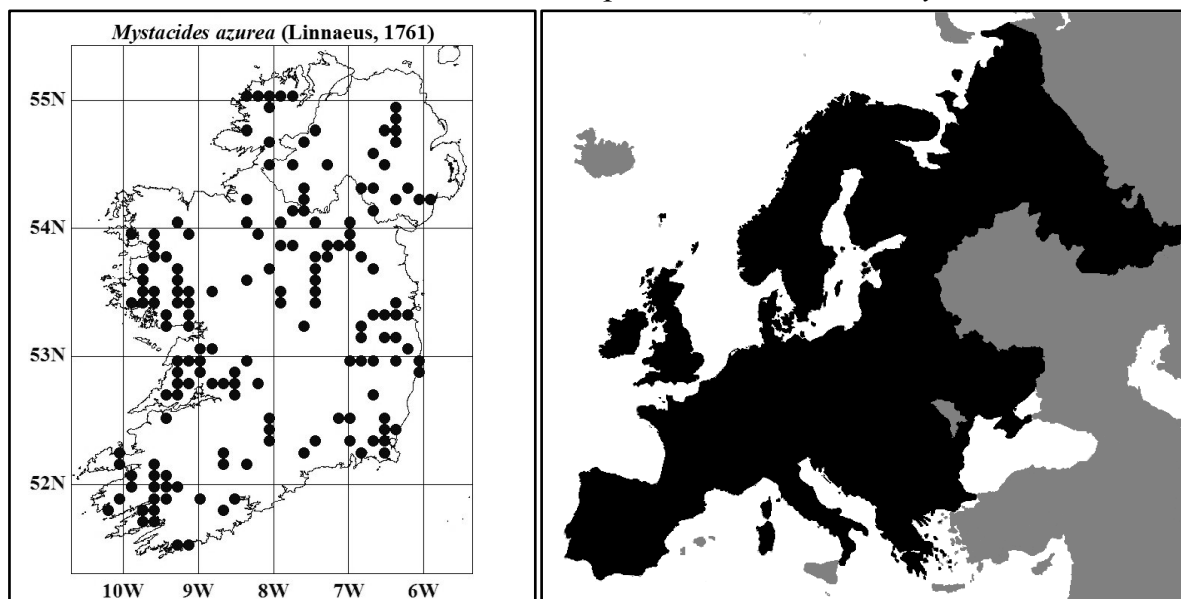 Mystacides azurea (Linnaeus, 1761)
55N
54N
53N
52N
10W 9W 8W 7W 6W